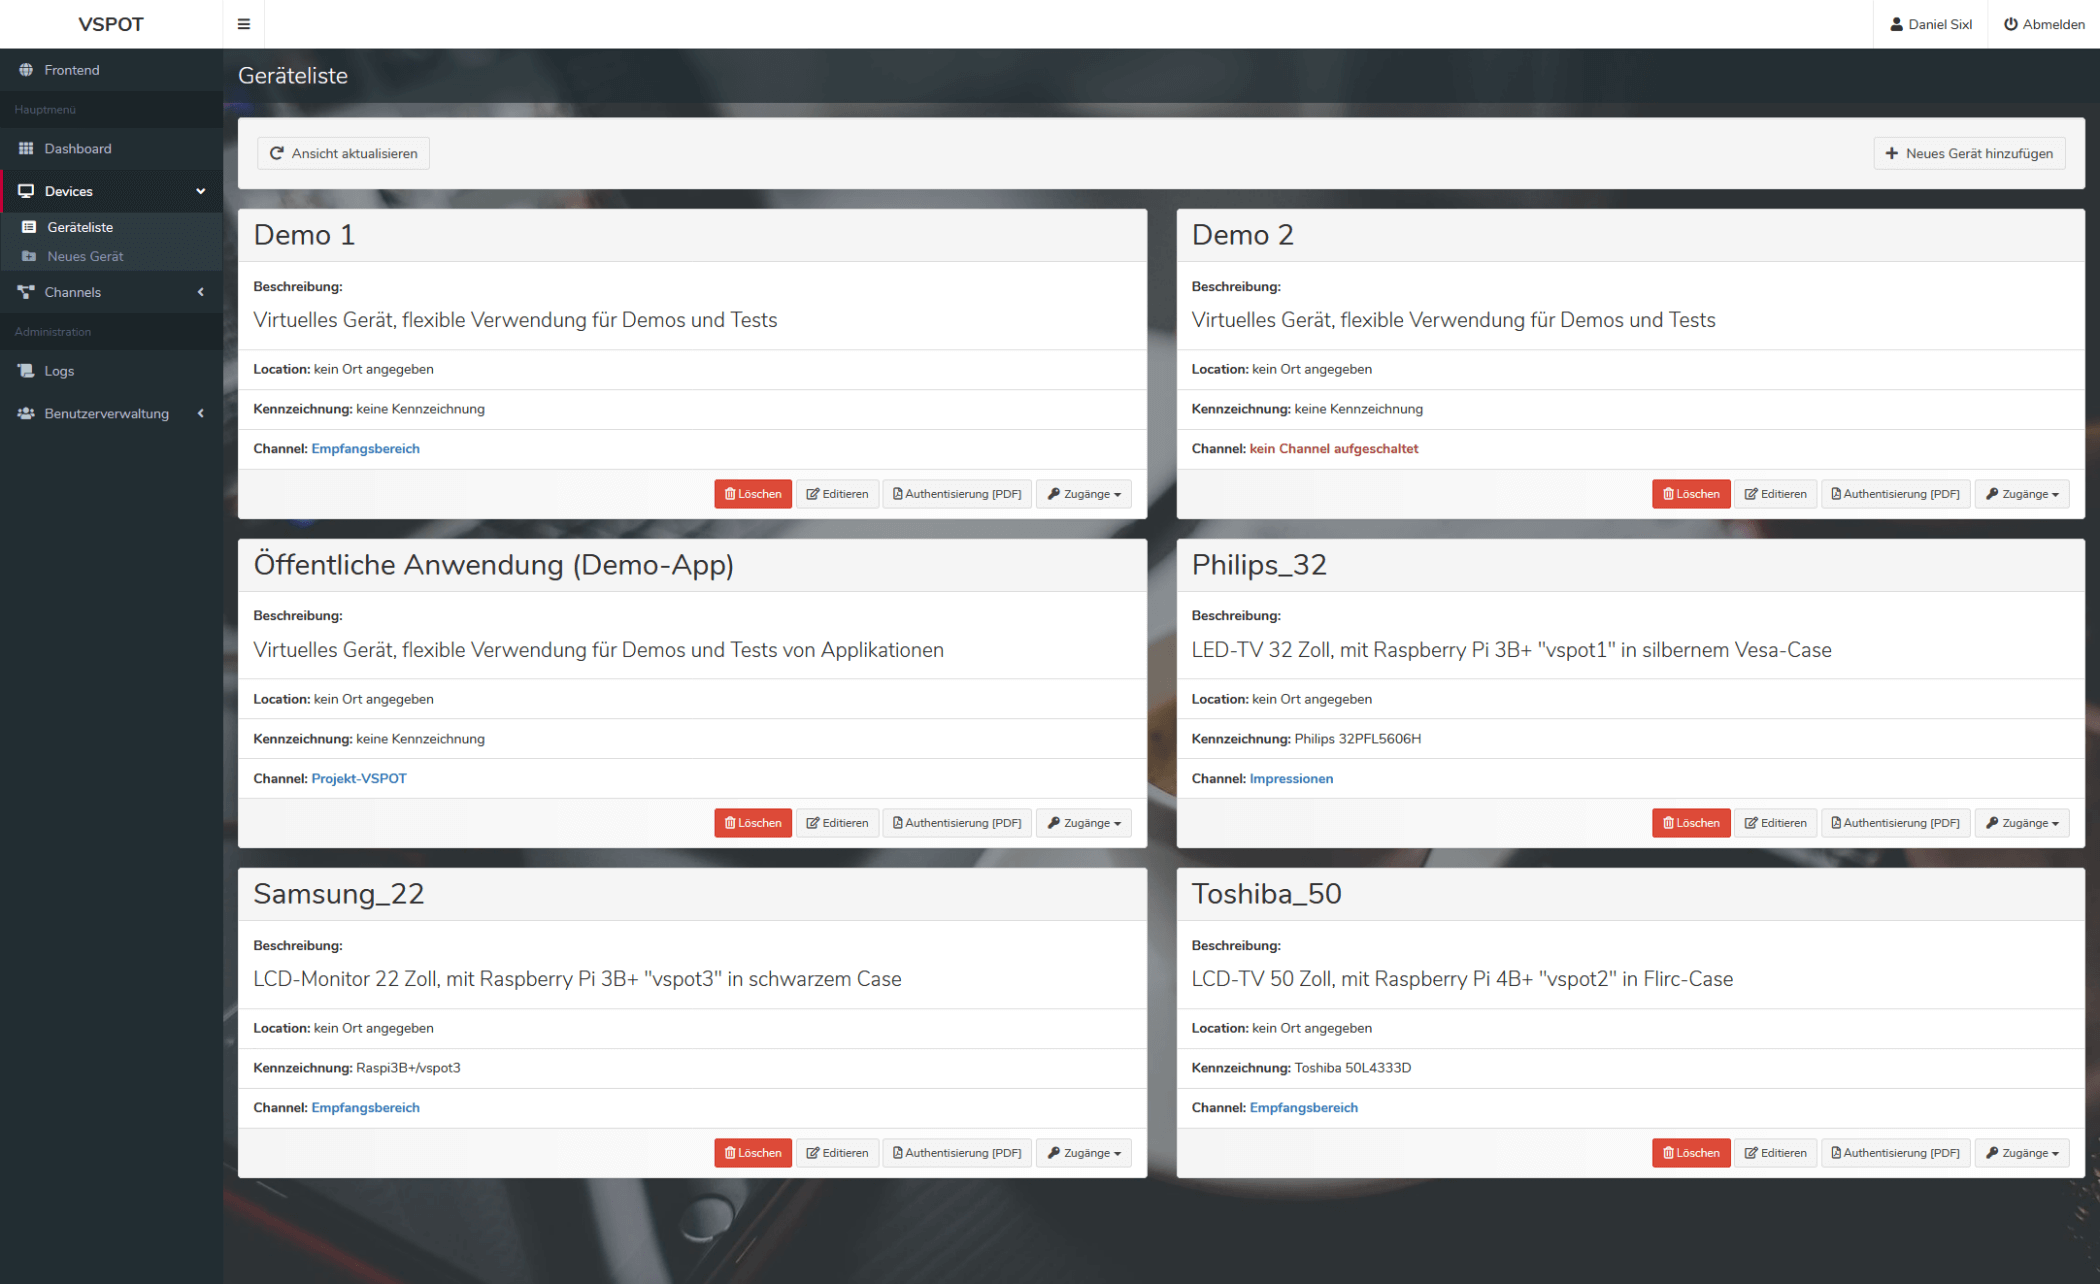 VSPOT
Daniel Sixl
Abmelden
Frontend
Hauptmenü
Dashboard
Devices
Geräteliste
Neues Gerät
Channels
Administration
Logs
Benutzerverwaltung
Geräteliste
Ansicht aktualisieren
Neues Gerät hinzufügen
Demo 1
Beschreibung:
Virtuelles Gerät, flexible Verwendung für Demos und Tests
Location: kein Ort angegeben
Kennzeichnung: keine Kennzeichnung
Channel: Empfangsbereich
Löschen Editieren Authentisierung [PDF] Zugänge
Demo 2
Beschreibung:
Virtuelles Gerät, flexible Verwendung für Demos und Tests
Location: kein Ort angegeben
Kennzeichnung: keine Kennzeichnung
Channel: kein Channel aufgeschaltet
Löschen Editieren Authentisierung [PDF] Zugänge
Öffentliche Anwendung (Demo-App)
Beschreibung:
Virtuelles Gerät, flexible Verwendung für Demos und Tests von Applikationen
Location: kein Ort angegeben
Kennzeichnung: keine Kennzeichnung
Channel: Projekt-VSPOT
Löschen Editieren Authentisierung [PDF] Zugänge
Philips_32
Beschreibung:
LED-TV 32 Zoll, mit Raspberry Pi 3B+ "vspot1" in silbernem Vesa-Case
Location: kein Ort angegeben
Kennzeichnung: Philips 32PFL5606H
Channel: Impressionen
Löschen Editieren Authentisierung [PDF] Zugänge
Samsung_22
Beschreibung:
LCD-Monitor 22 Zoll, mit Raspberry Pi 3B+ "vspot3" in schwarzem Case
Location: kein Ort angegeben
Kennzeichnung: Raspi3B+/vspot3
Channel: Empfangsbereich
Löschen Editieren Authentisierung [PDF] Zugänge
Toshiba_50
Beschreibung:
LCD-TV 50 Zoll, mit Raspberry Pi 4B+ "vspot2" in Flirc-Case
Location: kein Ort angegeben
Kennzeichnung: Toshiba 50L4333D
Channel: Empfangsbereich
Löschen Editieren Authentisierung [PDF] Zugänge